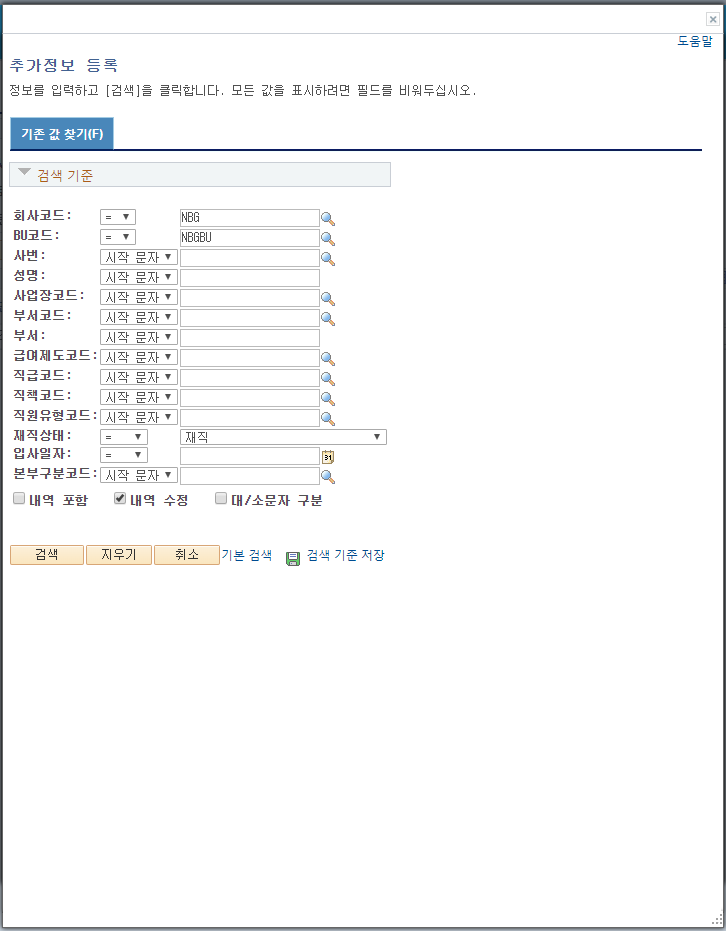 도움말
추가정보 등록
정보를 입력하고 [검색]을 클릭합니다. 모든 값을 표시하려면 필드를 비워두십시오.
기존 값 찾기(F)
검색 기준
회사코드: = NBG
BU코드: = NBGBU
사번: 시작 문자
성명: 시작 문자
사업장코드: 시작 문자
부서코드: 시작 문자
부서: 시작 문자
급여제도코드: 시작 문자
직급코드: 시작 문자
직책코드: 시작 문자
직원유형코드: 시작 문자
재직상태: = 재직
입사일자: = 31
본부구분코드: 시작 문자
내역 포함 내역 수정 대/소문자 구분
검색 지우기 취소 기본 검색 검색 기준 저장